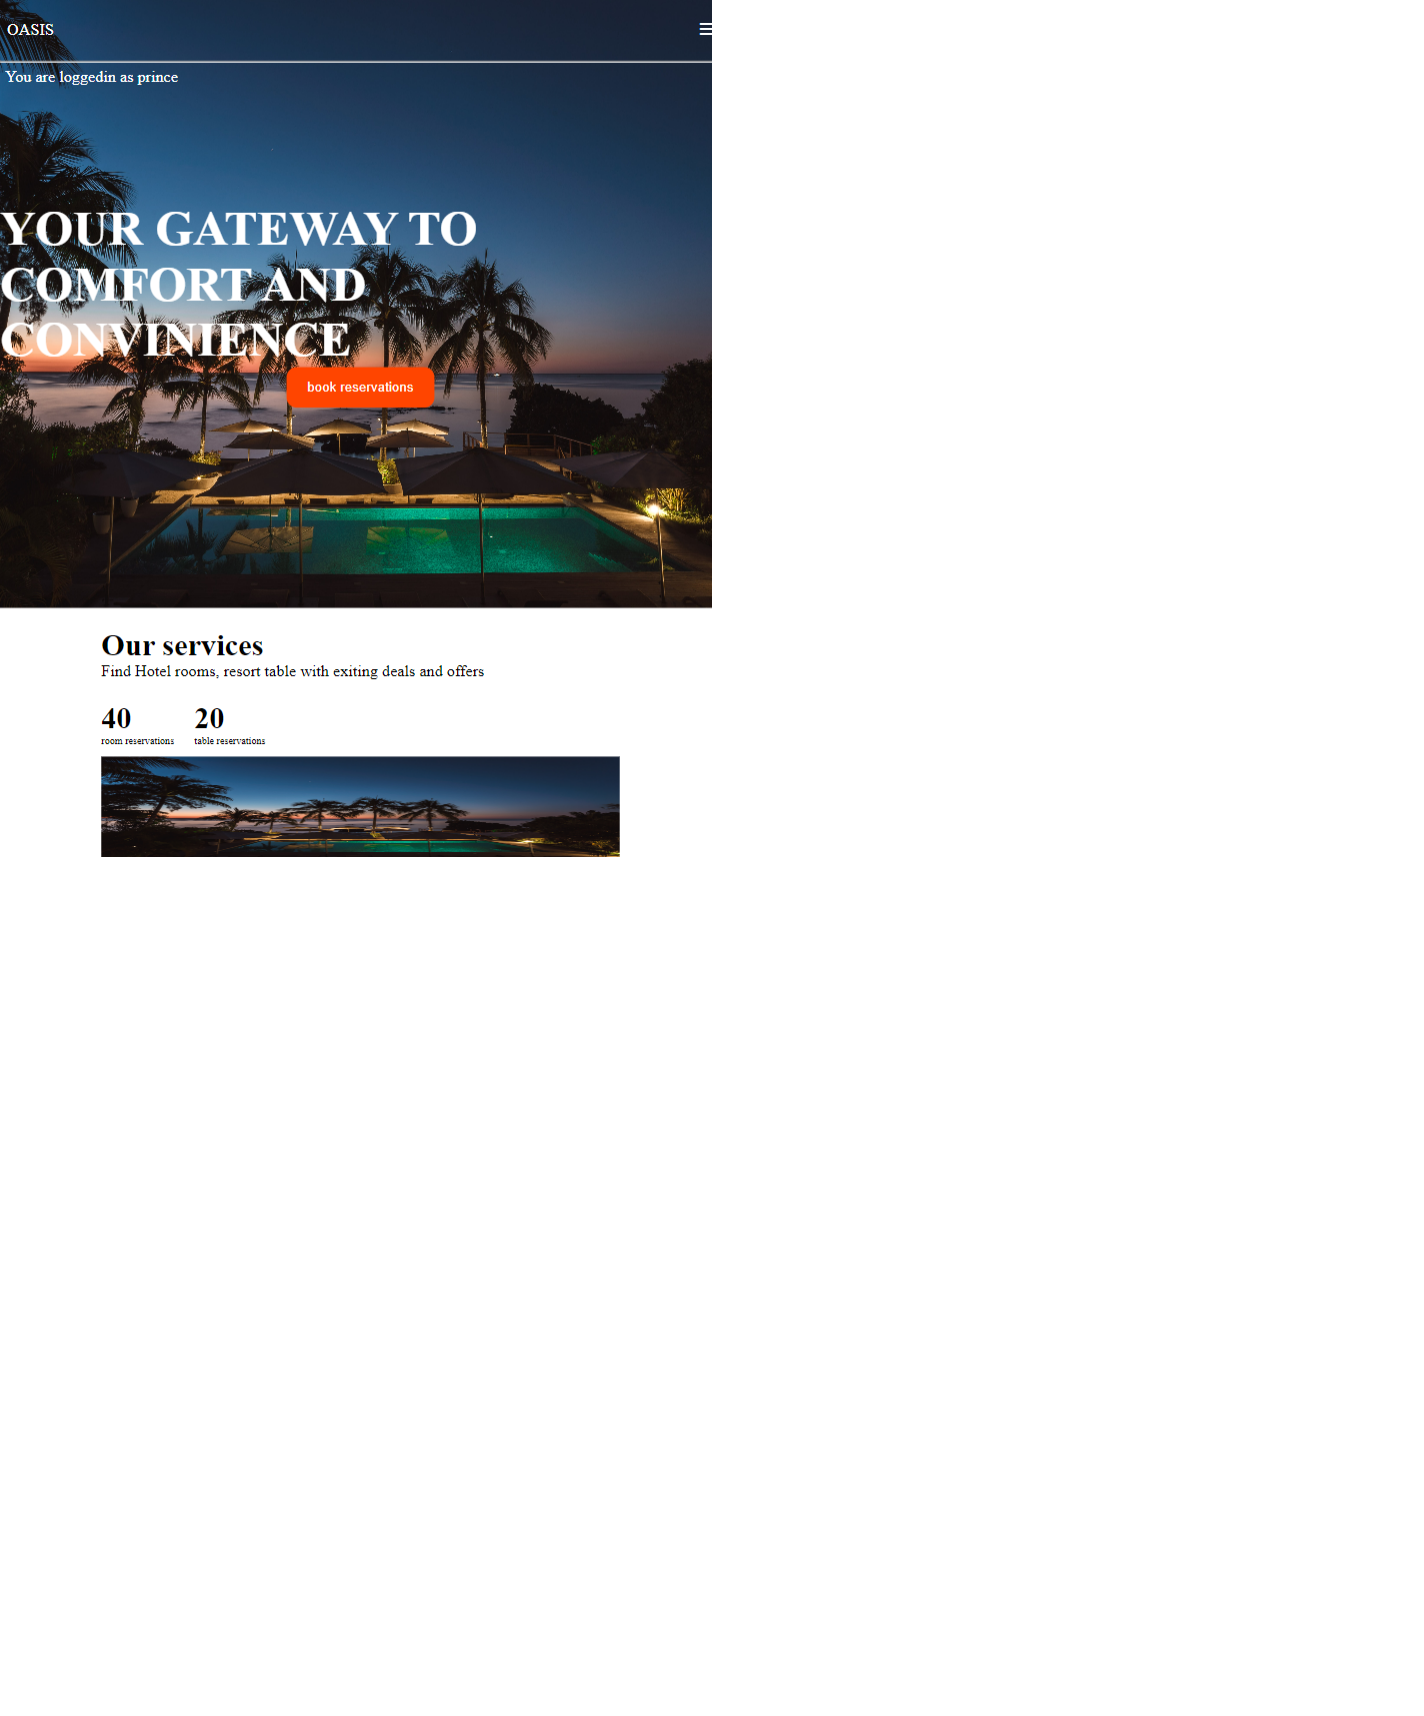 OASIS
You are loggedin as prince
YOUR GATEWAY TO
COMFORT AND
CONVINIENCE
book reservations
Our services
Find Hotel rooms, resort table with exiting deals and offers
40 20
room reservations table reservations